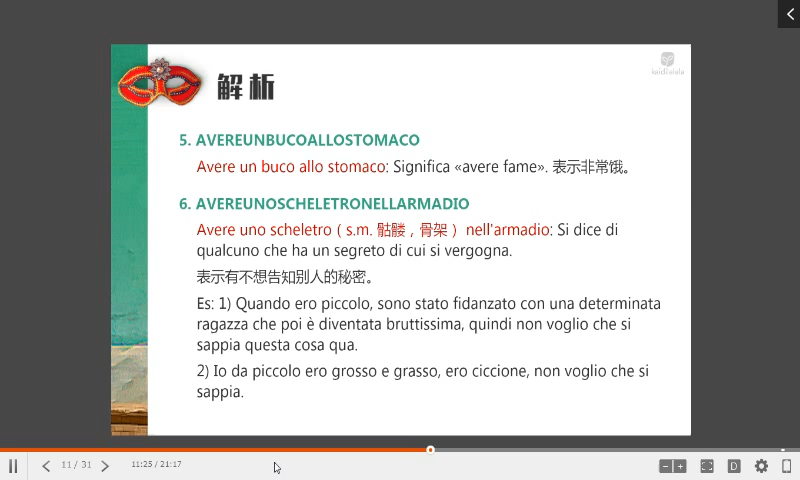 kaidialala
解析
5. AVEREUNBUCOALLOSTOMACO
Avere un buco allo stomaco: Significa «avere fame». 表示非常饿。
6. AVEREUNOSCHELETRONELLARMADIO
Avere uno scheletro（s.m. 骷髅，骨架） nell'armadio: Si dice di
qualcuno che ha un segreto di cui si vergogna.
表示有不想告知别人的秘密。
Es: 1) Quando ero piccolo, sono stato fidanzato con una determinata
ragazza che poi è diventata bruttissima, quindi non voglio che si
sappia questa cosa qua.
2) Io da piccolo ero grosso e grasso, ero ciccione, non voglio che si
sappia.
11 / 31
11:25 / 21:17
D